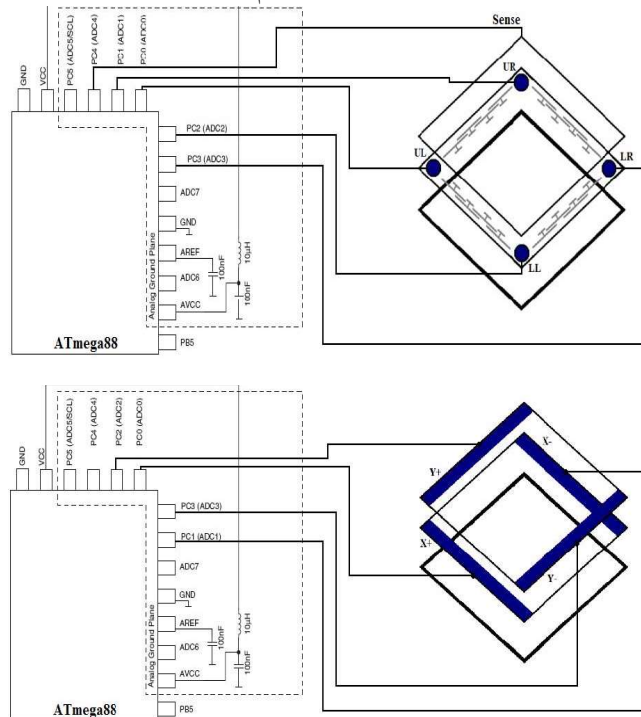 Sense
GND
VCC
PC5 (ADC5/SCL)
PC4 (ADC4)
PC1 (ADC1)
PC0 (ADC0)
UR
PC2 (ADC2)
UL
LR
PC3 (ADC3)
ADC7
GND
LL
AREF
Analog Ground Plane
100nF
10µH
ADC6
100nF
AVCC
ATmega88
PB5
GND
VCC
PC5 (ADC5/SCL)
PC4 (ADC4)
PC2 (ADC2)
PC0 (ADC0)
X-
Y+
PC3 (ADC3)
PC1 (ADC1)
X+
ADC7
Y-
GND
AREF
Analog Ground Plane
100nF
10µH
ADC6
100nF
AVCC
ATmega88
PB5